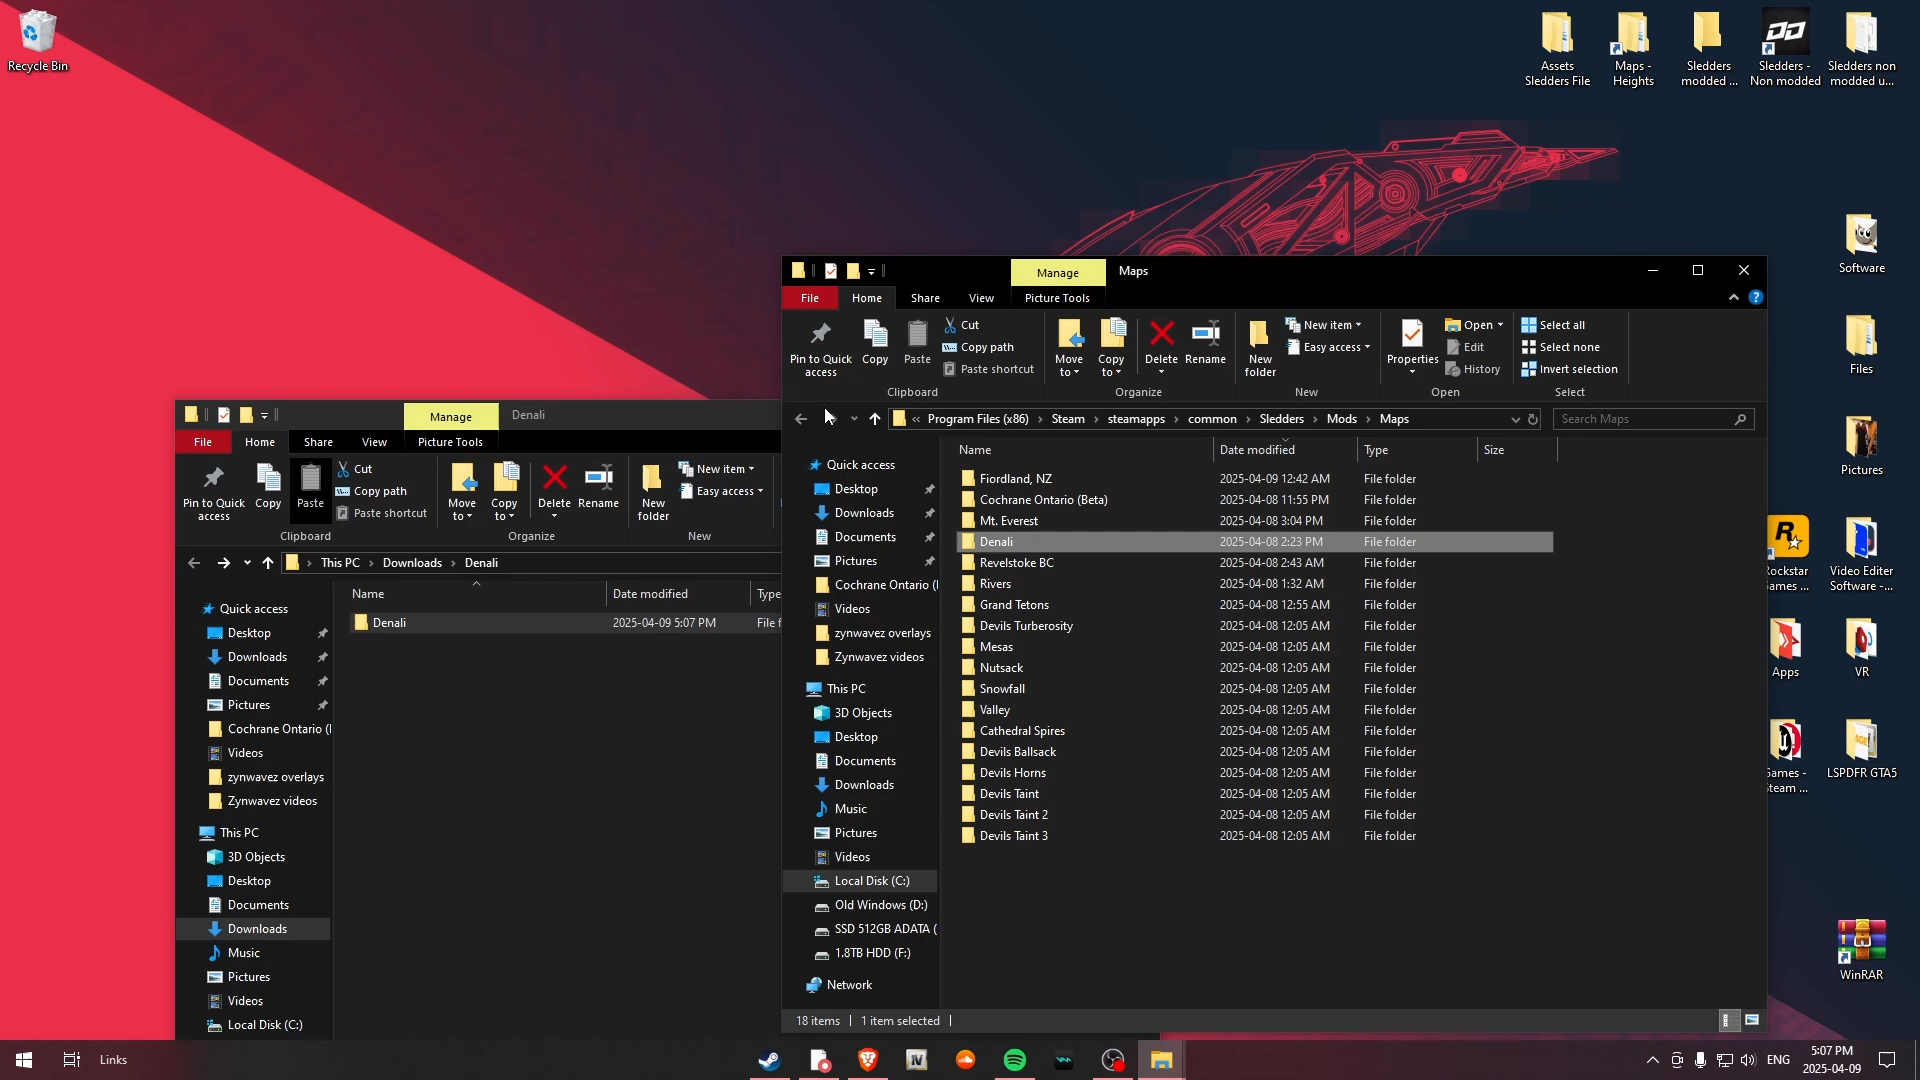 Recycle Bin
Assets
Sledders File
Maps -
Heights
Sledders
modded ...
Sledders -
Non modded
Sledders non
modded u...
Software
Files
Pictures
Rockstar
Games ...
Video Editer
Software -...
Apps
VR
Games -
Steam ...
LSPDFR GTA5
WinRAR
Manage
Maps
File
Home
Share
View
Picture Tools
Pin to Quick
access
Copy
Paste
Cut
Copy path
Paste shortcut
Move
to
Copy
to
Delete
Rename
New
folder
New item
Easy access
Properties
Open
Edit
History
Select all
Select none
Invert selection
Clipboard
Organize
New
Open
Select
« Program Files (x86) › Steam › steamapps › common › Sledders › Mods › Maps
Search Maps
Name
Date modified
Type
Size
Fiordland, NZ 2025-04-09 12:42 AM File folder
Cochrane Ontario (Beta) 2025-04-08 11:55 PM File folder
Mt. Everest 2025-04-08 3:04 PM File folder
Denali 2025-04-08 2:23 PM File folder
Revelstoke BC 2025-04-08 2:43 AM File folder
Rivers 2025-04-08 1:32 AM File folder
Grand Tetons 2025-04-08 12:55 AM File folder
Devils Turberosity 2025-04-08 12:05 AM File folder
Mesas 2025-04-08 12:05 AM File folder
Nutsack 2025-04-08 12:05 AM File folder
Snowfall 2025-04-08 12:05 AM File folder
Valley 2025-04-08 12:05 AM File folder
Cathedral Spires 2025-04-08 12:05 AM File folder
Devils Ballsack 2025-04-08 12:05 AM File folder
Devils Horns 2025-04-08 12:05 AM File folder
Devils Taint 2025-04-08 12:05 AM File folder
Devils Taint 2 2025-04-08 12:05 AM File folder
Devils Taint 3 2025-04-08 12:05 AM File folder
Quick access
Desktop
Downloads
Documents
Pictures
Cochrane Ontario (
Videos
zynwavez overlays
Zynwavez videos
This PC
3D Objects
Desktop
Documents
Downloads
Music
Pictures
Videos
Local Disk (C:)
Old Windows (D:)
SSD 512GB ADATA (
1.8TB HDD (F:)
Network
18 items
1 item selected
Manage
Denali
File
Home
Share
View
Picture Tools
Pin to Quick
access
Copy
Paste
Cut
Copy path
Paste shortcut
Move
to
Copy
to
Delete
Rename
New
folder
New item
Easy access
Clipboard
Organize
New
› This PC › Downloads › Denali
Name
Date modified
Type
Denali 2025-04-09 5:07 PM File f
Quick access
Desktop
Downloads
Documents
Pictures
Cochrane Ontario (
Videos
zynwavez overlays
Zynwavez videos
This PC
3D Objects
Desktop
Documents
Downloads
Music
Pictures
Videos
Local Disk (C:)
Links
ENG
5:07 PM
2025-04-09